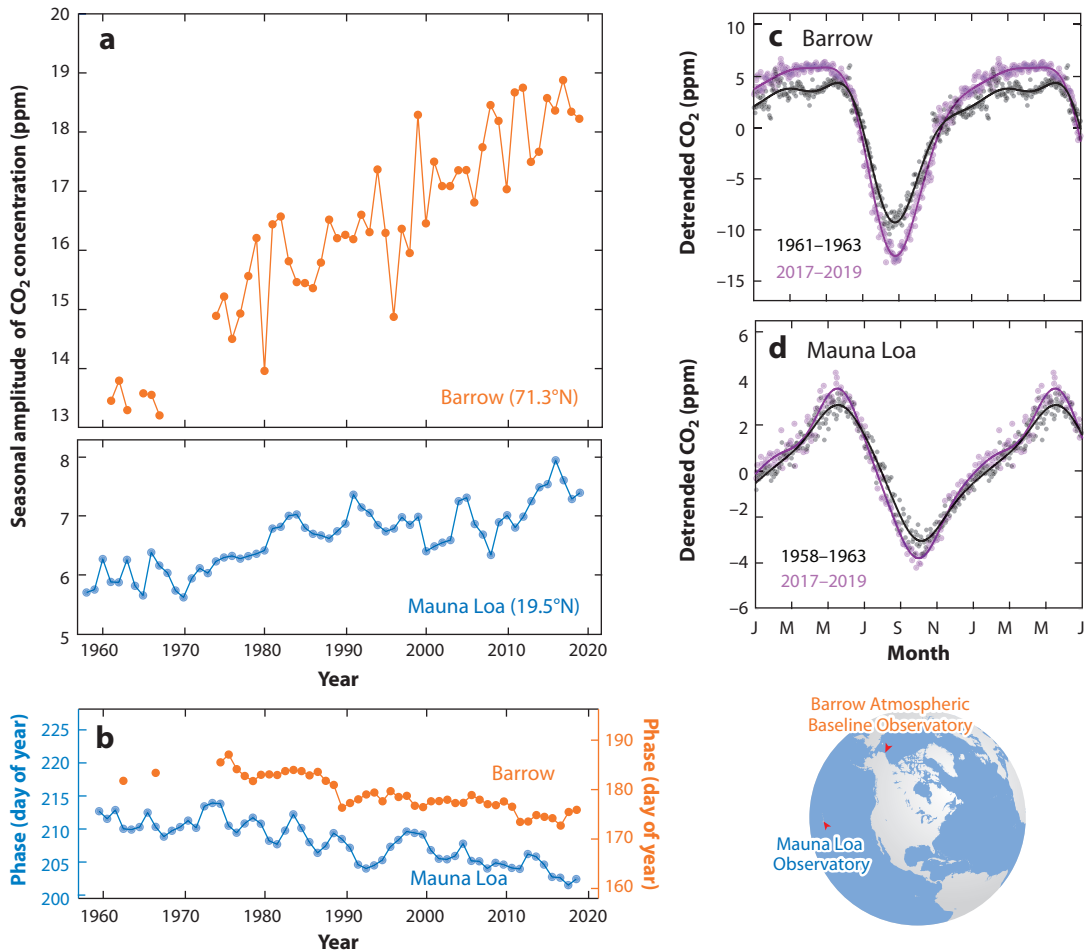 a
Seasonal amplitude of CO₂ concentration (ppm)
20
19
18
17
16
15
14
13
Barrow (71.3°N)
8
7
6
5
Mauna Loa (19.5°N)
1960 1970 1980 1990 2000 2010 2020
Year
b
Phase (day of year)
225
220
215
210
205
200
Phase (day of year)
190
180
170
160
Barrow
Mauna Loa
1960 1970 1980 1990 2000 2010 2020
Year
c Barrow
Detrended CO₂ (ppm)
10
5
0
−5
−10
−15
1961–1963
2017–2019
d Mauna Loa
Detrended CO₂ (ppm)
6
4
2
0
−2
−4
−6
1958–1963
2017–2019
J M M J S N J M M J
Month
Barrow Atmospheric
Baseline Observatory
Mauna Loa
Observatory